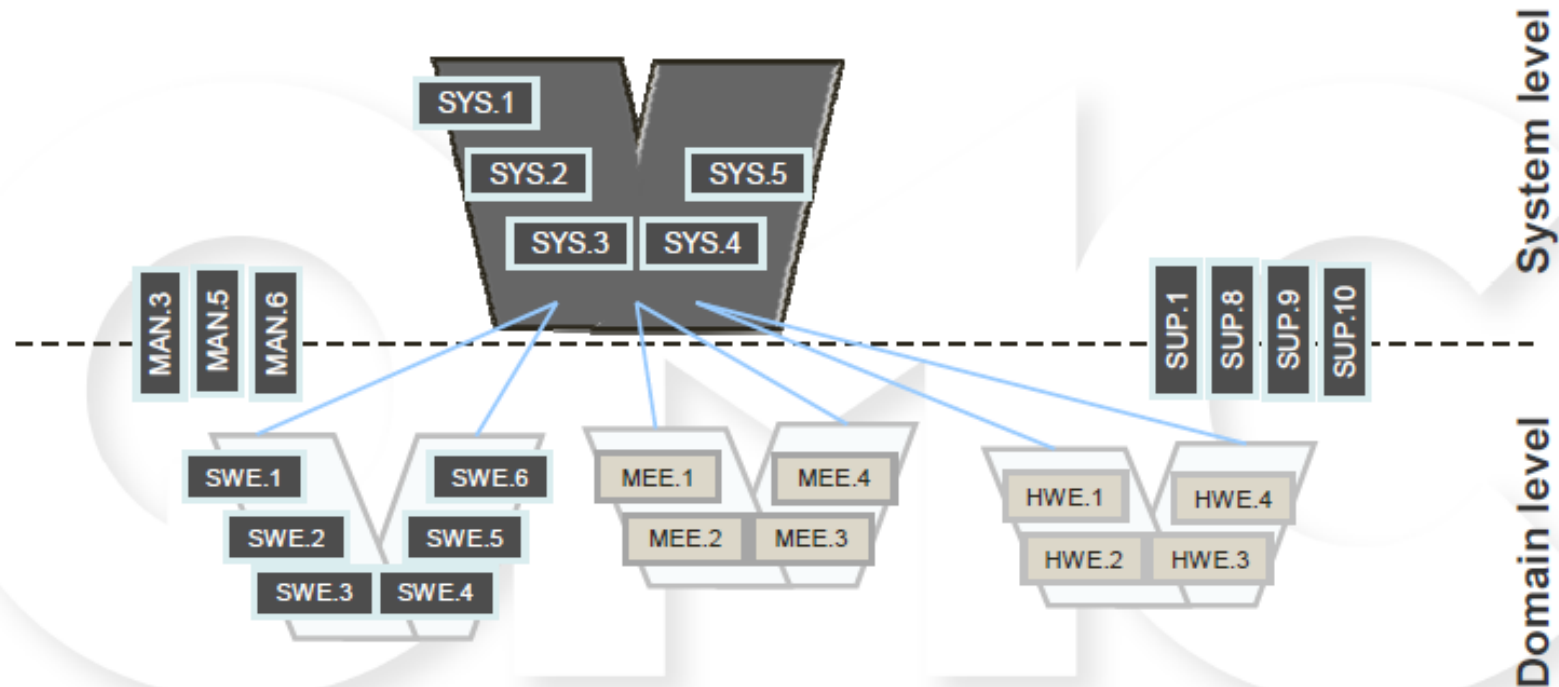 System level
SYS.1
SYS.2
SYS.5
SYS.3
SYS.4
MAN.3
MAN.5
MAN.6
SUP.1
SUP.8
SUP.9
SUP.10
Domain level
SWE.1
SWE.6
SWE.2
SWE.5
SWE.3
SWE.4
MEE.1
MEE.4
MEE.2
MEE.3
HWE.1
HWE.4
HWE.2
HWE.3